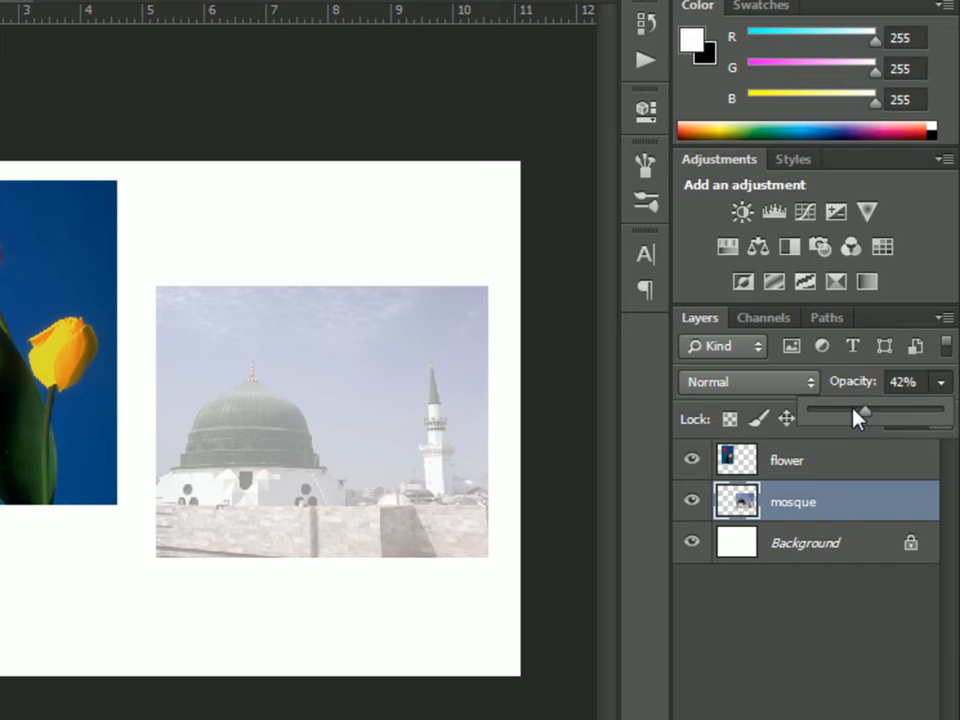 3 4 5 6 7 8 9 10 11 12
Color Swatches
R 255
G 255
B 255
Adjustments Styles
Add an adjustment
Layers Channels Paths
Kind
Normal Opacity: 42%
Lock:
flower
mosque
Background